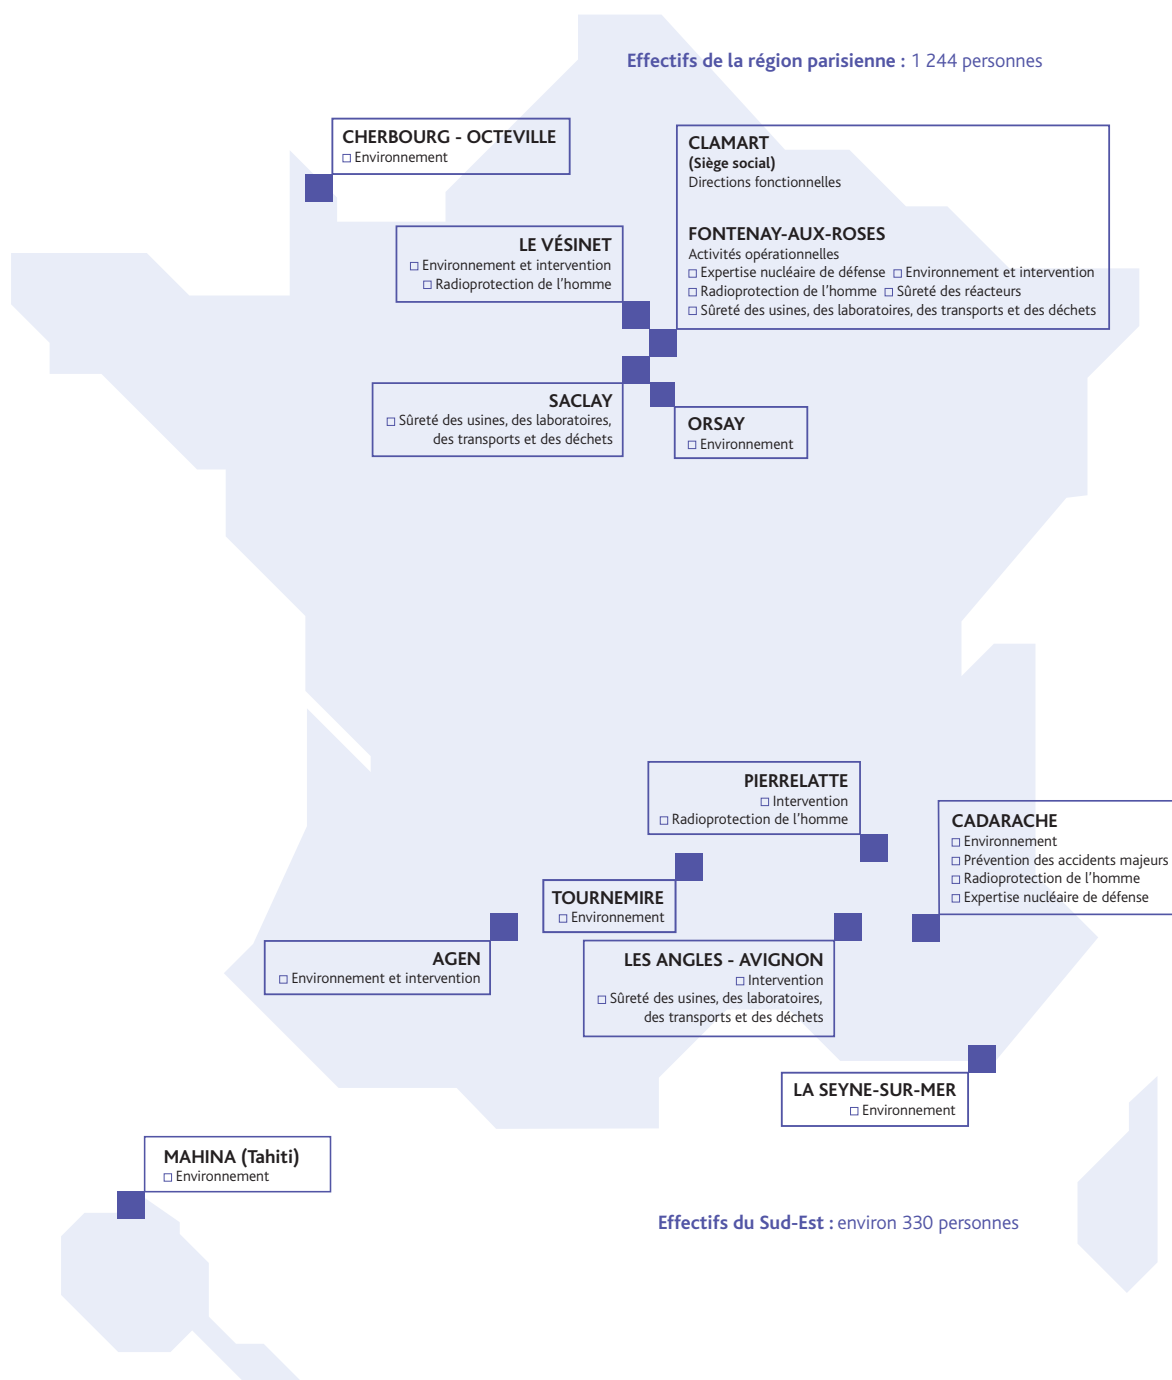 Effectifs de la région parisienne : 1 244 personnes
CHERBOURG - OCTEVILLE
□ Environnement
CLAMART
(Siège social)
Directions fonctionnelles
FONTENAY-AUX-ROSES
Activités opérationnelles
□ Expertise nucléaire de défense □ Environnement et intervention
□ Radioprotection de l'homme □ Sûreté des réacteurs
□ Sûreté des usines, des laboratoires, des transports et des déchets
LE VÉSINET
□ Environnement et intervention
□ Radioprotection de l'homme
SACLAY
□ Sûreté des usines, des laboratoires,
des transports et des déchets
ORSAY
□ Environnement
PIERRELATTE
□ Intervention
□ Radioprotection de l'homme
CADARACHE
□ Environnement
□ Prévention des accidents majeurs
□ Radioprotection de l'homme
□ Expertise nucléaire de défense
TOURNEMIRE
□ Environnement
AGEN
□ Environnement et intervention
LES ANGLES - AVIGNON
□ Intervention
□ Sûreté des usines, des laboratoires,
des transports et des déchets
LA SEYNE-SUR-MER
□ Environnement
MAHINA (Tahiti)
□ Environnement
Effectifs du Sud-Est : environ 330 personnes